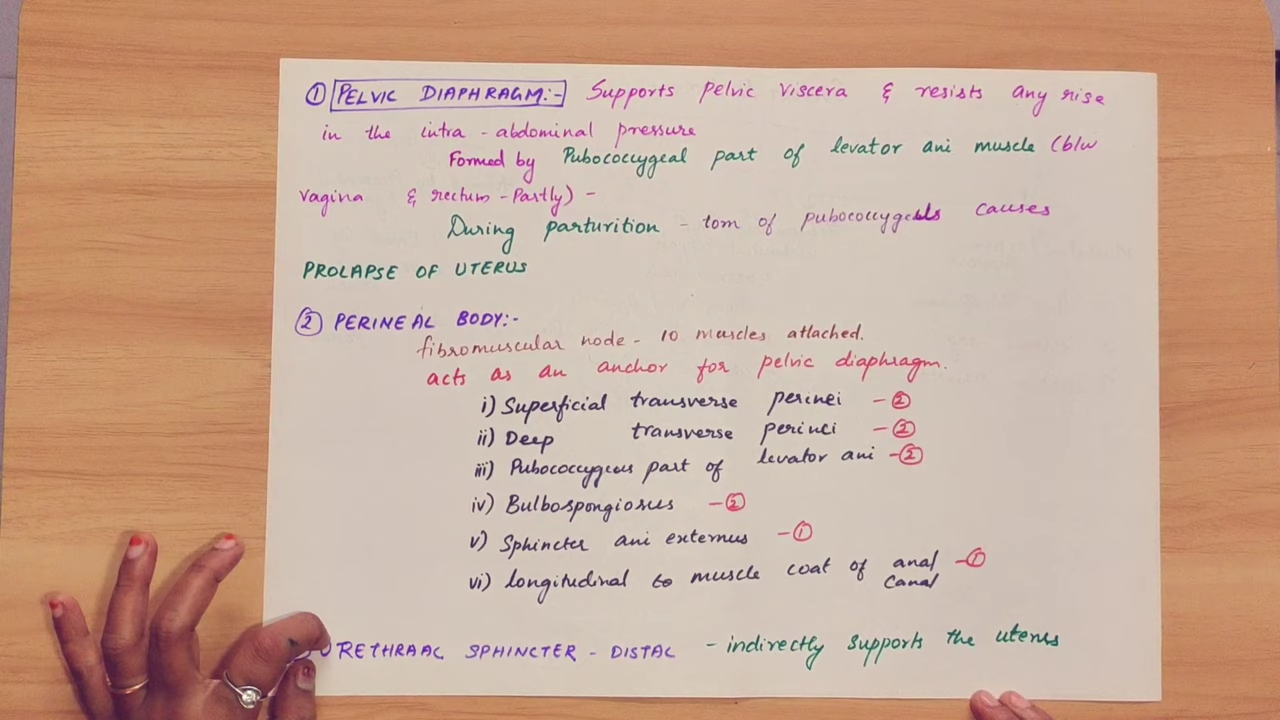 ① PELVIC DIAPHRAGM:- Supports pelvic viscera & resists any rise
in the intra - abdominal pressure
Formed by Pubococcygeal part of levator ani muscle (b/w
vagina & rectum - Partly) -
During parturition - torn of pubococcygeals causes
PROLAPSE OF UTERUS
② PERINEAL BODY:-
fibromuscular node - 10 muscles attached.
acts as an anchor for pelvic diaphragm.
i) Superficial transverse perinei - ②
ii) Deep transverse perinei - ②
iii) Pubococcygeus part of levator ani - ②
iv) Bulbospongiosus - ②
v) Sphincter ani externus - ①
vi) longitudinal to muscle coat of anal canal - ①
URETHRAAC SPHINCTER - DISTAL - indirectly supports the uterus